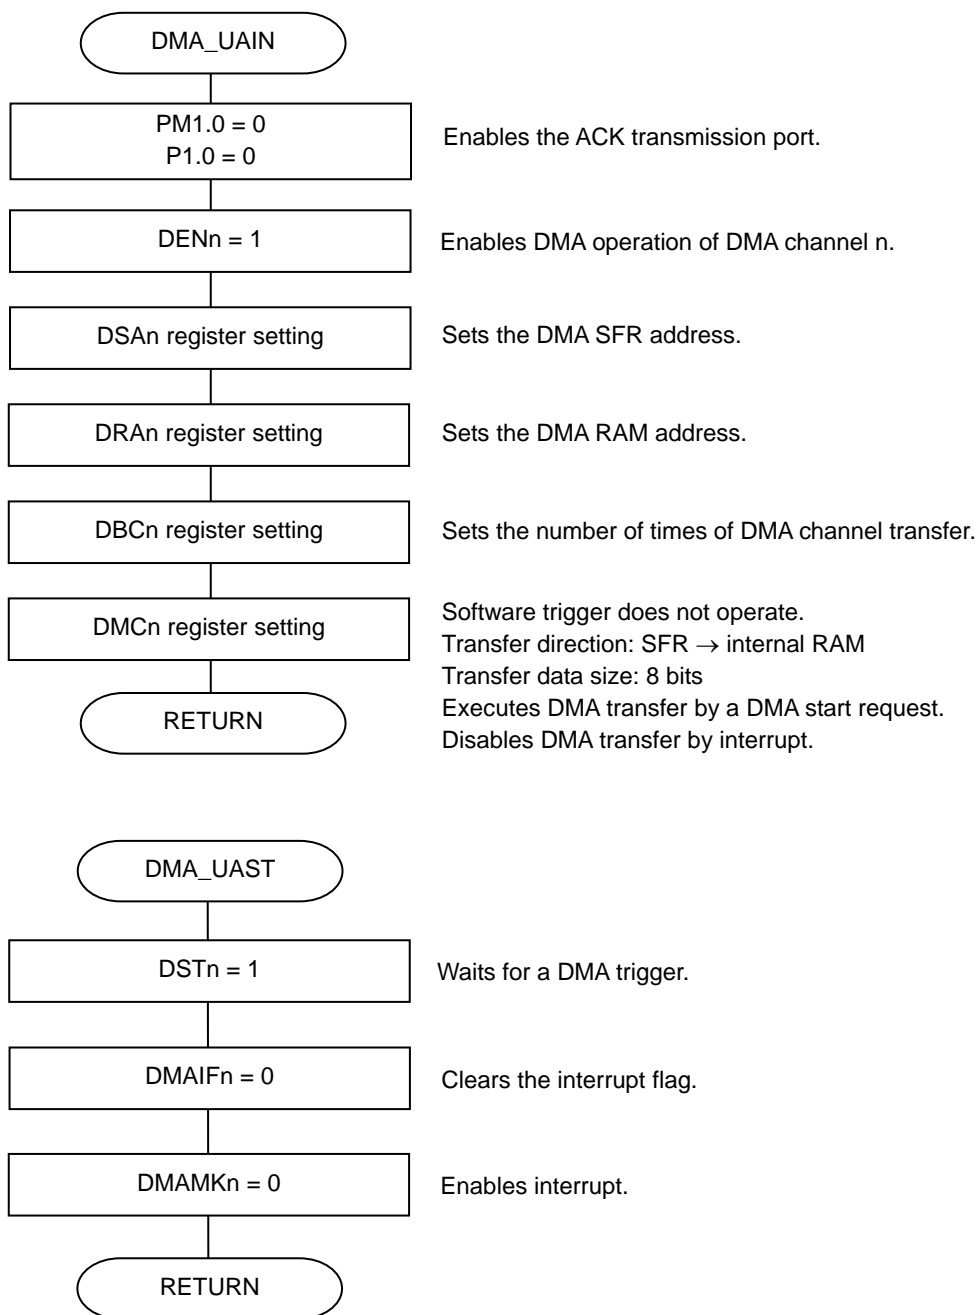 DMA_UAIN
PM1.0 = 0
P1.0 = 0
Enables the ACK transmission port.
DENn = 1
Enables DMA operation of DMA channel n.
DSAn register setting
Sets the DMA SFR address.
DRAn register setting
Sets the DMA RAM address.
DBCn register setting
Sets the number of times of DMA channel transfer.
DMCn register setting
Software trigger does not operate.
Transfer direction: SFR → internal RAM
Transfer data size: 8 bits
Executes DMA transfer by a DMA start request.
Disables DMA transfer by interrupt.
RETURN
DMA_UAST
DSTn = 1
Waits for a DMA trigger.
DMAIFn = 0
Clears the interrupt flag.
DMAMKn = 0
Enables interrupt.
RETURN